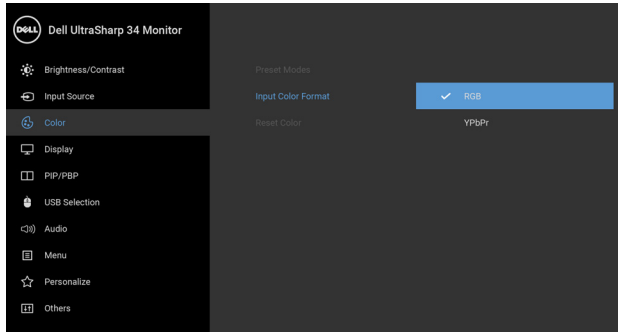 DELL Dell UltraSharp 34 Monitor
Brightness/Contrast
Preset Modes
Input Source
Input Color Format
RGB
Color
Reset Color
YPbPr
Display
PIP/PBP
USB Selection
Audio
Menu
Personalize
Others